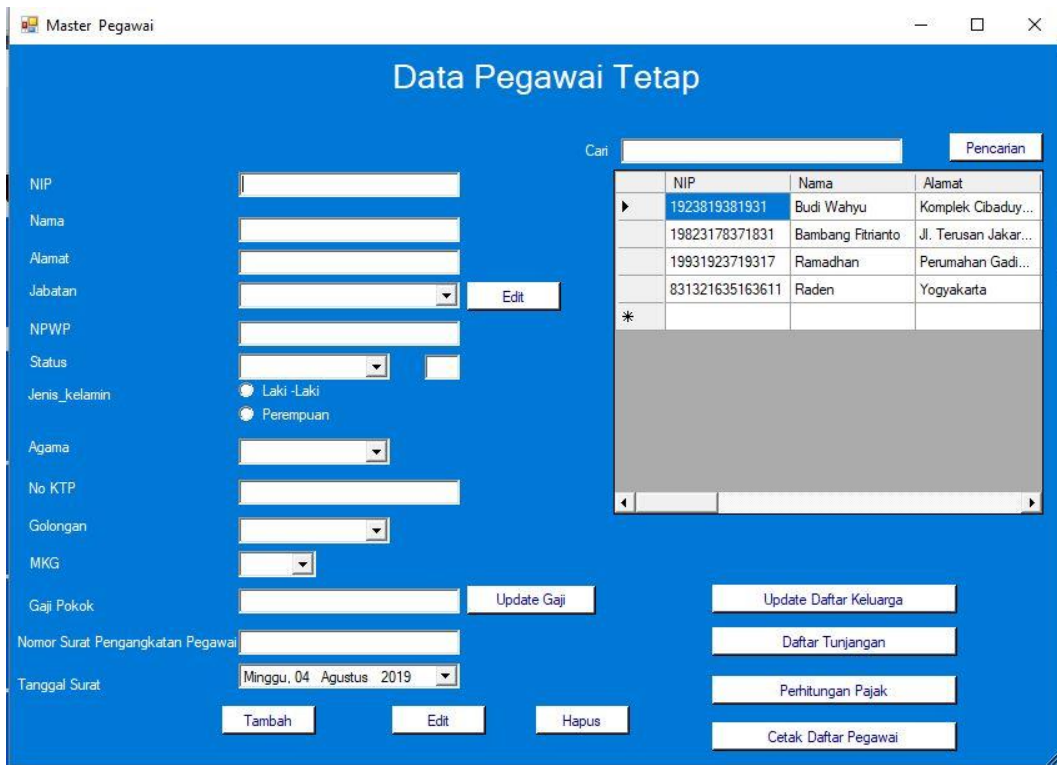 Master Pegawai
Data Pegawai Tetap
Cari
Pencarian
NIP
Nama
Alamat
Jabatan
Edit
NPWP
Status
Jenis_kelamin
Laki -Laki
Perempuan
Agama
No KTP
Golongan
MKG
Gaji Pokok
Update Gaji
Nomor Surat Pengangkatan Pegawai
Tanggal Surat
Minggu, 04 Agustus 2019
Tambah
Edit
Hapus
NIP Nama Alamat
1923819381931 Budi Wahyu Komplek Cibaduy...
19823178371831 Bambang Fitrianto Jl. Terusan Jakar...
19931923719317 Ramadhan Perumahan Gadi...
831321635163611 Raden Yogyakarta
Update Daftar Keluarga
Daftar Tunjangan
Perhitungan Pajak
Cetak Daftar Pegawai